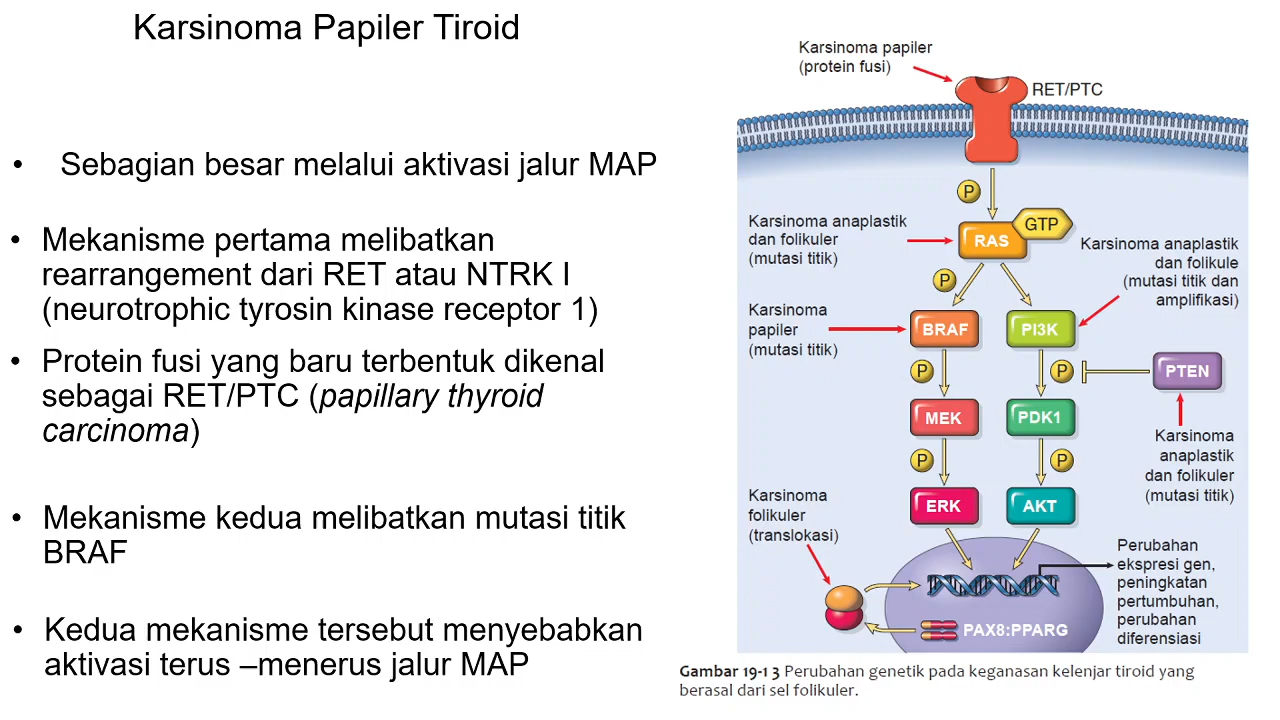 Karsinoma Papiler Tiroid
• Sebagian besar melalui aktivasi jalur MAP
• Mekanisme pertama melibatkan
rearrangement dari RET atau NTRK I
(neurotrophic tyrosin kinase receptor 1)
• Protein fusi yang baru terbentuk dikenal
sebagai RET/PTC (papillary thyroid
carcinoma)
• Mekanisme kedua melibatkan mutasi titik
BRAF
• Kedua mekanisme tersebut menyebabkan
aktivasi terus –menerus jalur MAP
Karsinoma papiler
(protein fusi)
RET/PTC
P
Karsinoma anaplastik
dan folikuler
(mutasi titik)
RAS
GTP
Karsinoma anaplastik
dan folikule
(mutasi titik dan
amplifikasi)
P
Karsinoma
papiler
(mutasi titik)
BRAF
PI3K
P
P
PTEN
MEK
PDK1
Karsinoma
anaplastik
dan folikuler
(mutasi titik)
P
P
Karsinoma
folikuler
(translokasi)
ERK
AKT
Perubahan
ekspresi gen,
peningkatan
pertumbuhan,
perubahan
diferensiasi
PAX8:PPARG
Gambar 19-1 3 Perubahan genetik pada keganasan kelenjar tiroid yang
berasal dari sel folikuler.